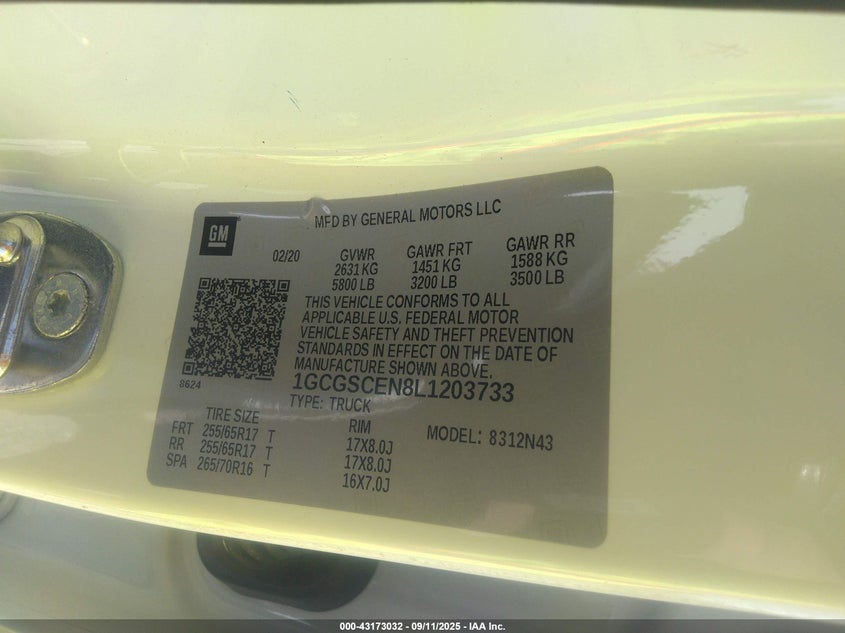 GM
MFD BY GENERAL MOTORS LLC
02/20
GVWR
2631 KG
5800 LB
GAWR FRT
1451 KG
3200 LB
GAWR RR
1588 KG
3500 LB
THIS VEHICLE CONFORMS TO ALL
APPLICABLE U.S. FEDERAL MOTOR
VEHICLE SAFETY AND THEFT PREVENTION
STANDARDS IN EFFECT ON THE DATE OF
MANUFACTURE SHOWN ABOVE.
8624
1GCGSCEN8L1203733
TYPE: TRUCK
MODEL: 8312N43
TIRE SIZE RIM
FRT 255/65R17 T 17X8.0J
RR 255/65R17 T 17X8.0J
SPA 265/70R16 T 16X7.0J
000-43173032 - 09/11/2025 - IAA Inc.